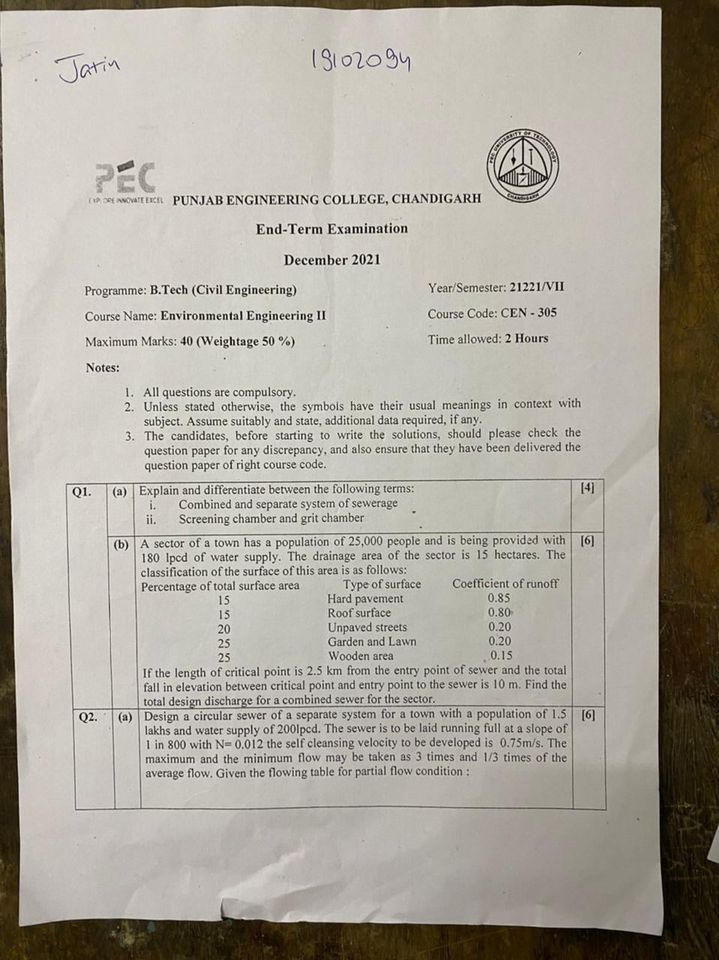 Jatin 19102094
PEC
EXPLORE INNOVATE EXCEL
PEC UNIVERSITY OF TECHNOLOGY
CHANDIGARH
PUNJAB ENGINEERING COLLEGE, CHANDIGARH
End-Term Examination
December 2021
Programme: B.Tech (Civil Engineering) Year/Semester: 21221/VII
Course Name: Environmental Engineering II Course Code: CEN - 305
Maximum Marks: 40 (Weightage 50 %) Time allowed: 2 Hours
Notes:
1. All questions are compulsory.
2. Unless stated otherwise, the symbols have their usual meanings in context with
subject. Assume suitably and state, additional data required, if any.
3. The candidates, before starting to write the solutions, should please check the
question paper for any discrepancy, and also ensure that they have been delivered the
question paper of right course code.
Q1. (a) Explain and differentiate between the following terms: [4]
i. Combined and separate system of sewerage
ii. Screening chamber and grit chamber
(b) A sector of a town has a population of 25,000 people and is being provided with [6]
180 lpcd of water supply. The drainage area of the sector is 15 hectares. The
classification of the surface of this area is as follows:
Percentage of total surface area Type of surface Coefficient of runoff
15 Hard pavement 0.85
15 Roof surface 0.80
20 Unpaved streets 0.20
25 Garden and Lawn 0.20
25 Wooden area 0.15
If the length of critical point is 2.5 km from the entry point of sewer and the total
fall in elevation between critical point and entry point to the sewer is 10 m. Find the
total design discharge for a combined sewer for the sector.
Q2. (a) Design a circular sewer of a separate system for a town with a population of 1.5 [6]
lakhs and water supply of 200lpcd. The sewer is to be laid running full at a slope of
1 in 800 with N= 0.012 the self cleansing velocity to be developed is 0.75m/s. The
maximum and the minimum flow may be taken as 3 times and 1/3 times of the
average flow. Given the flowing table for partial flow condition :